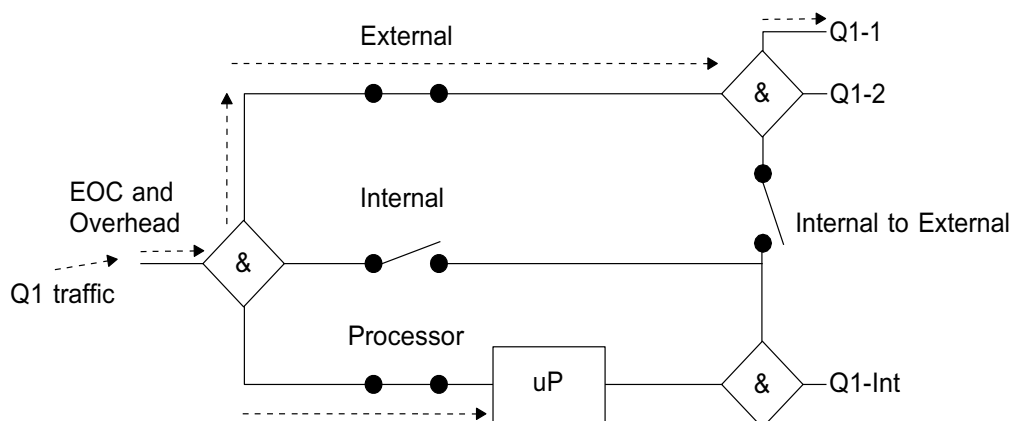 External
Q1-1
&
Q1-2
EOC and
Overhead
Internal
Internal to External
&
Q1 traffic
Processor
uP
&
Q1-Int